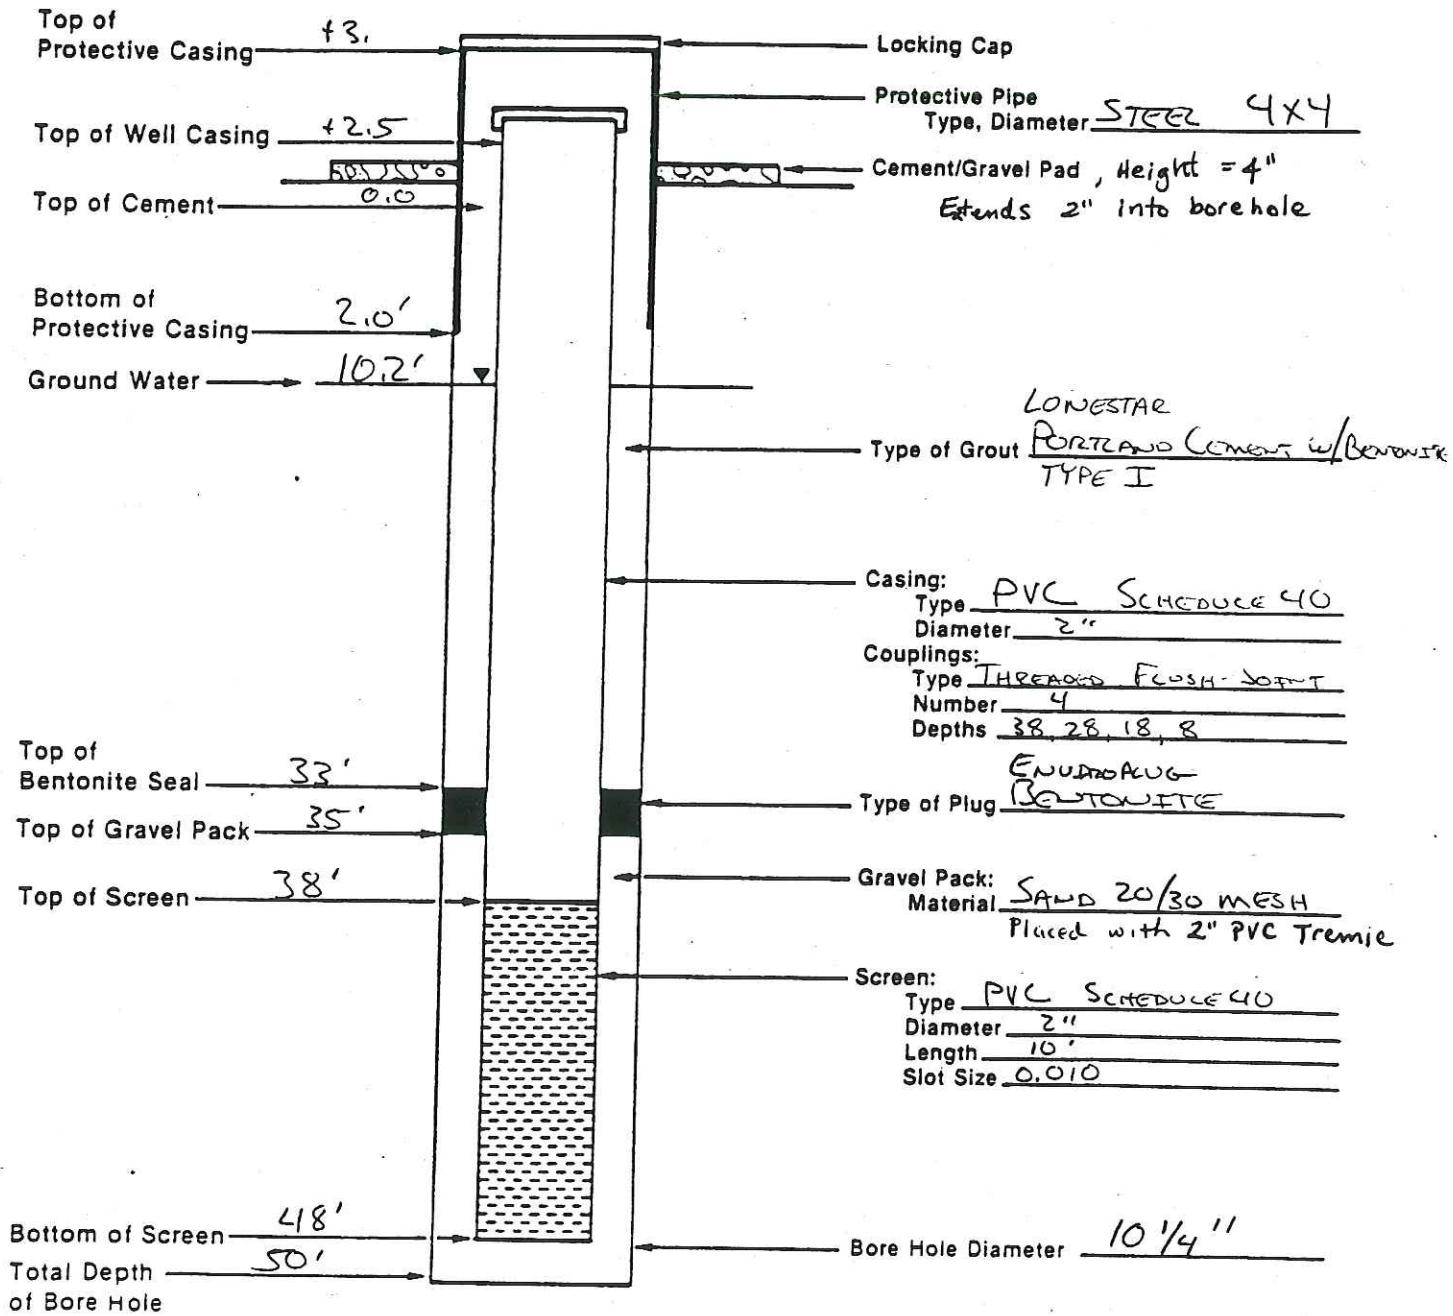 Top of
Protective Casing +3.
Locking Cap
Protective Pipe
Type, Diameter STEEL 4X4
Top of Well Casing +2.5
Cement/Gravel Pad, Height = 4"
Extends 2" into borehole
Top of Cement 0.0
Bottom of
Protective Casing 2.0'
Ground Water 10.2'
LONESTAR
Type of Grout PORTLAND CEMENT W/BENTONITE
TYPE I
Casing:
Type PVC SCHEDULE 40
Diameter 2"
Couplings:
Type THREADED FLUSH-JOINT
Number 4
Depths 38, 28, 18, 8
Top of
Bentonite Seal 33'
ENVIROPLUG
Type of Plug BENTONITE
Top of Gravel Pack 35'
Top of Screen 38'
Gravel Pack:
Material SAND 20/30 MESH
Placed with 2" PVC Tremie
Screen:
Type PVC SCHEDULE 40
Diameter 2"
Length 10'
Slot Size 0.010
Bottom of Screen 48'
Bore Hole Diameter 10 1/4"
Total Depth 50'
of Bore Hole